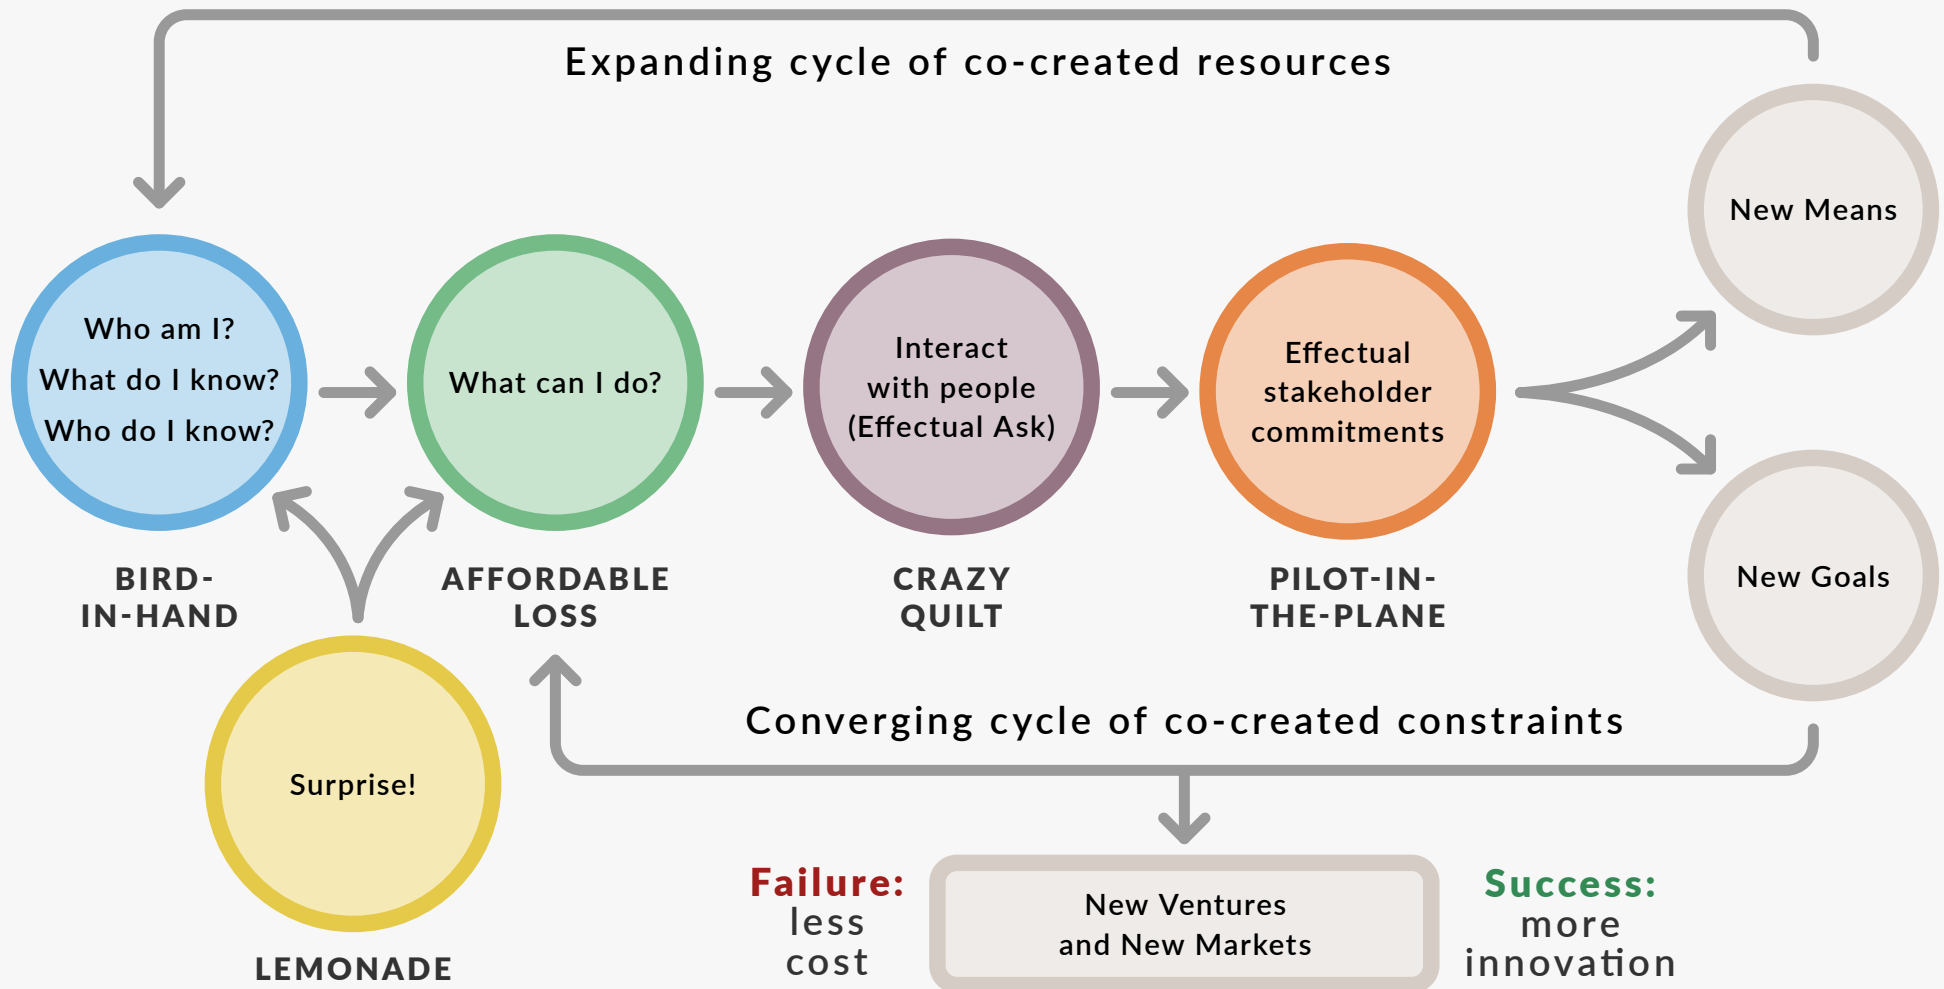 Expanding cycle of co-created resources
New Means
Who am I?
What do I know?
Who do I know?
What can I do?
Interact
with people
(Effectual Ask)
Effectual
stakeholder
commitments
New Goals
BIRD-
IN-HAND
AFFORDABLE
LOSS
CRAZY
QUILT
PILOT-IN-
THE-PLANE
Surprise!
LEMONADE
Converging cycle of co-created constraints
Failure:
less
cost
New Ventures
and New Markets
Success:
more
innovation